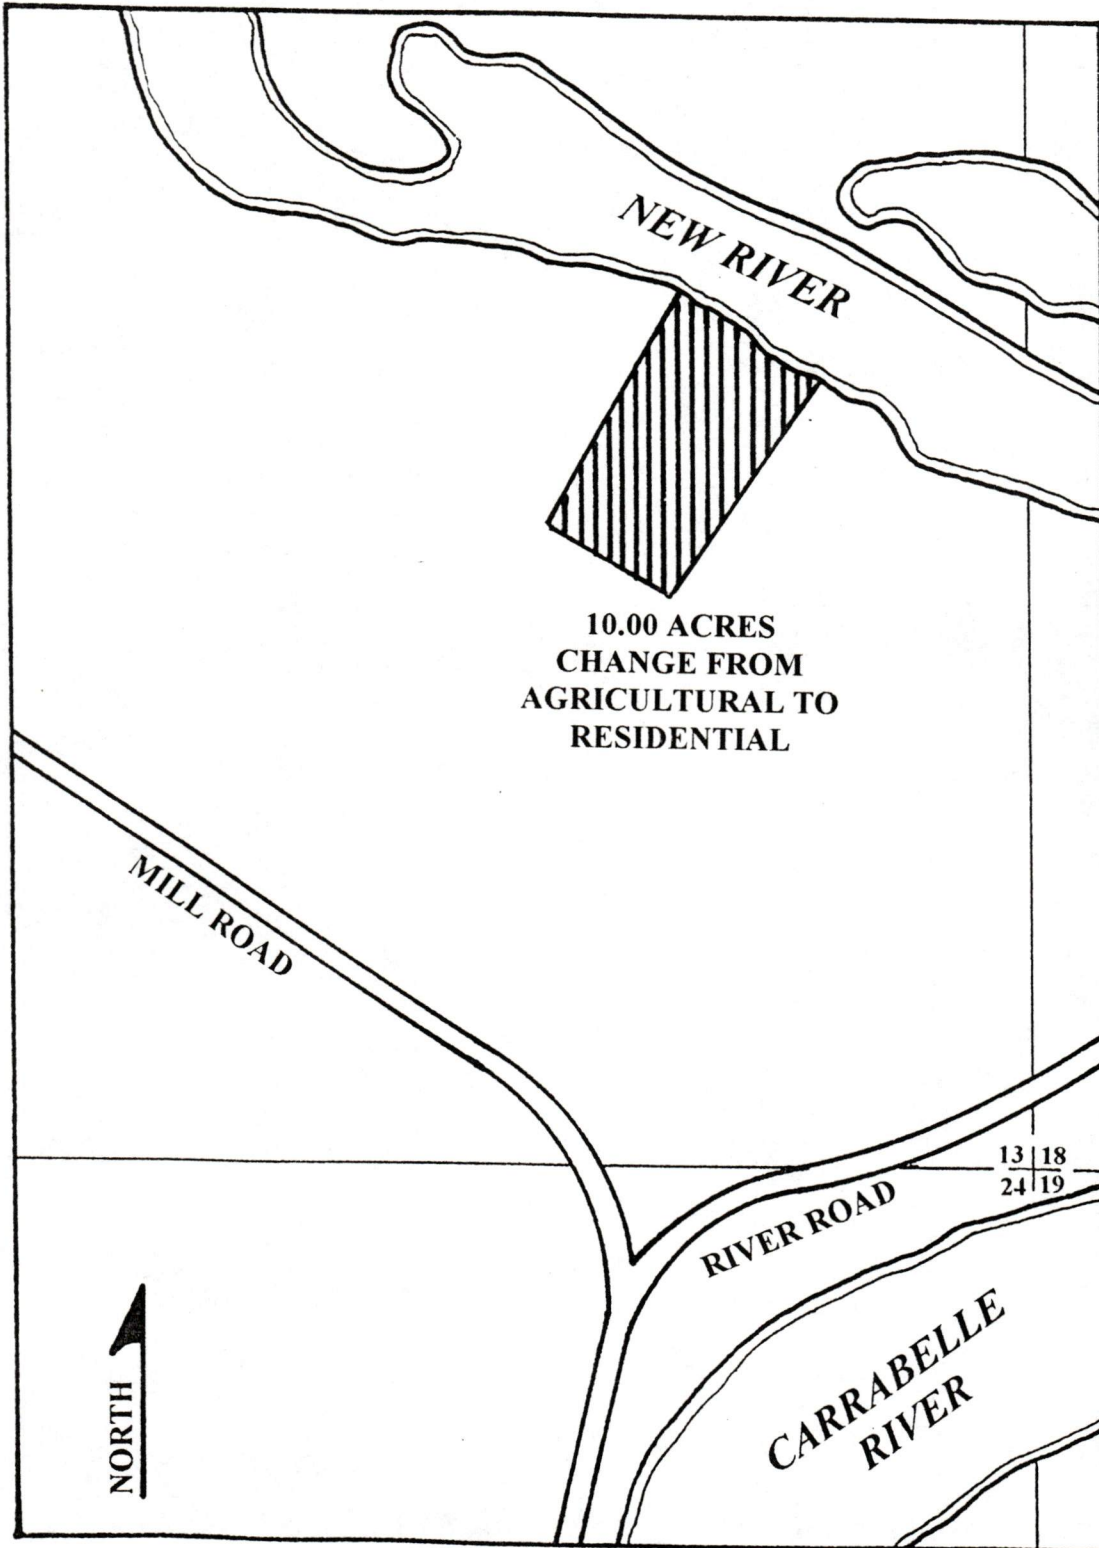 NEW RIVER
10.00 ACRES
CHANGE FROM
AGRICULTURAL TO
RESIDENTIAL
MILL ROAD
13 18
24 19
RIVER ROAD
CARRABELLE
RIVER
NORTH